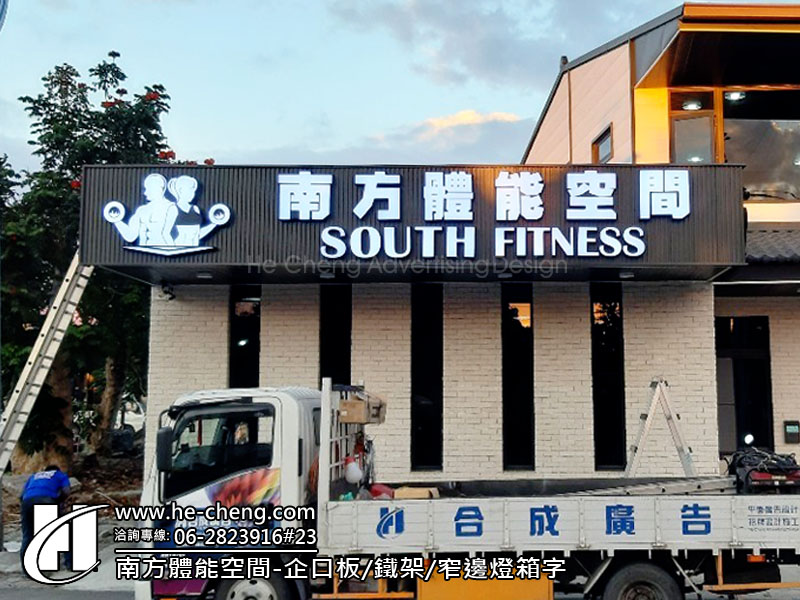 南方體能空間
SOUTH FITNESS
He Cheng Advertising Design
www.he-cheng.com
洽詢專線: 06-2823916#23
南方體能空間-企口板/鐵架/窄邊燈箱字
合成廣告